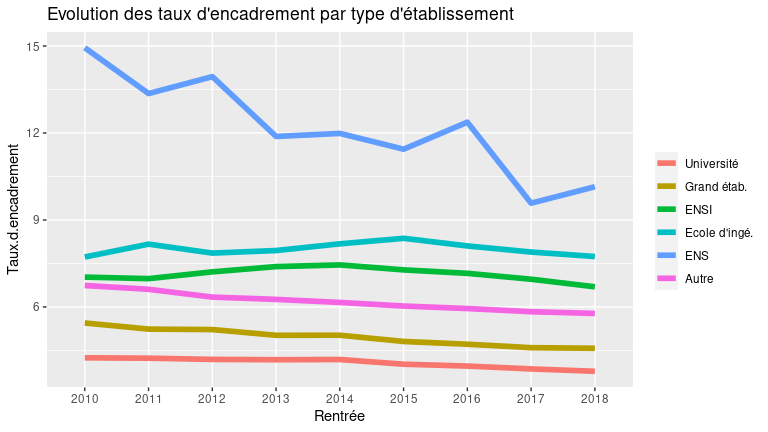 Evolution des taux d'encadrement par type d'établissement
Taux.d.encadrement
15
12
9
6
2010 2011 2012 2013 2014 2015 2016 2017 2018
Rentrée
Université
Grand étab.
ENSI
Ecole d'ingé.
ENS
Autre